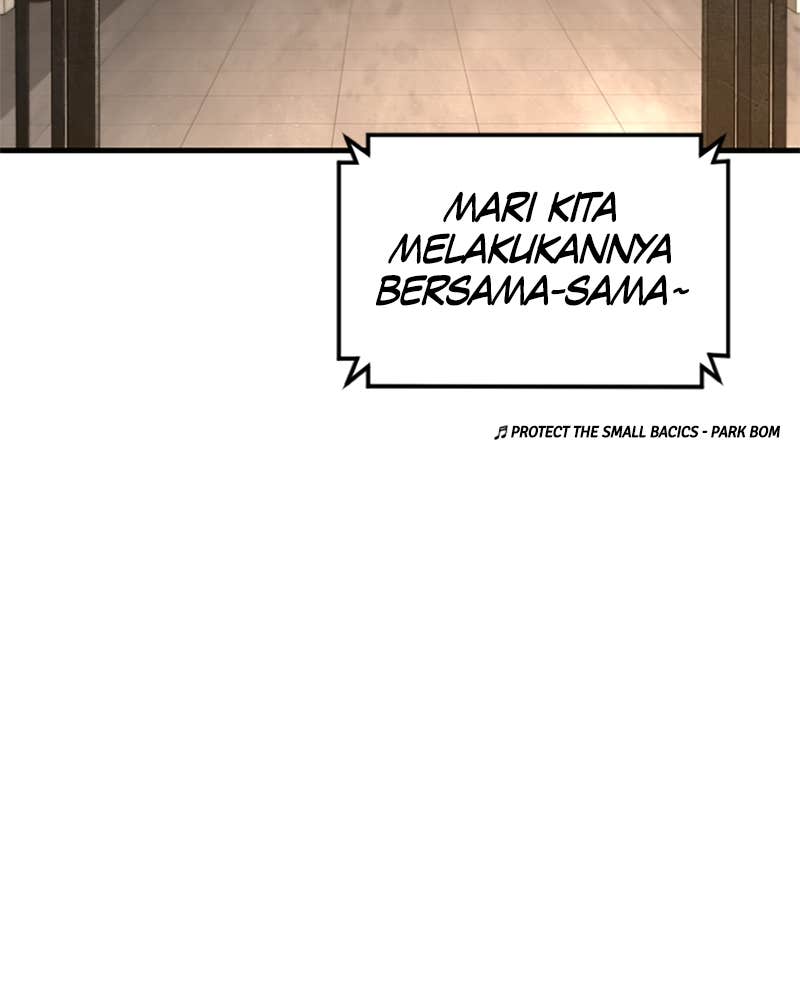 MARI KITA
MELAKUKANNYA
BERSAMA-SAMA~
♬ PROTECT THE SMALL BACICS - PARK BOM